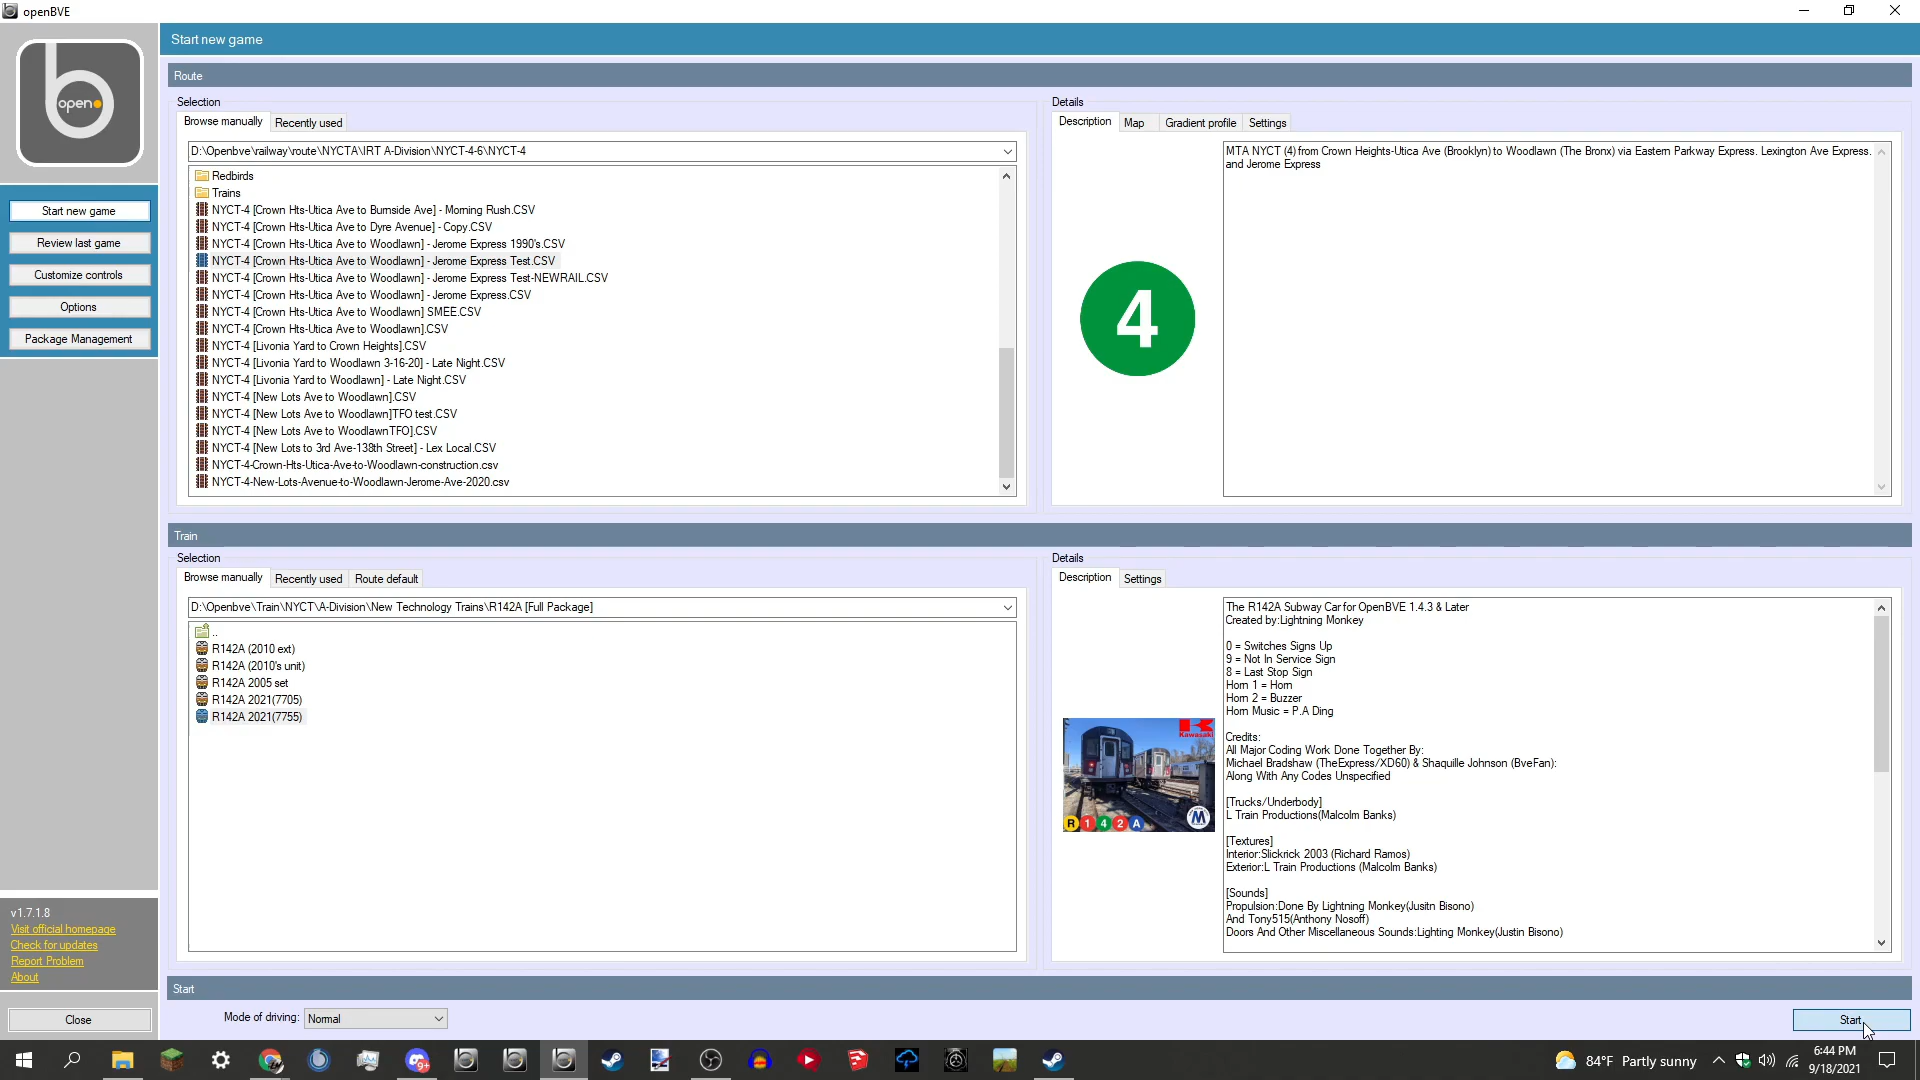 openBVE
Start new game
open
Route
Selection
Browse manually
Recently used
D:\Openbve\railway\route\NYCTA\IRT A-Division\NYCT-4-6\NYCT-4
Redbirds
Trains
NYCT-4 [Crown Hts-Utica Ave to Burnside Ave] - Morning Rush.CSV
NYCT-4 [Crown Hts-Utica Ave to Dyre Avenue] - Copy.CSV
NYCT-4 [Crown Hts-Utica Ave to Woodlawn] - Jerome Express 1990's.CSV
NYCT-4 [Crown Hts-Utica Ave to Woodlawn] - Jerome Express Test.CSV
NYCT-4 [Crown Hts-Utica Ave to Woodlawn] - Jerome Express Test-NEWRAIL.CSV
NYCT-4 [Crown Hts-Utica Ave to Woodlawn] - Jerome Express.CSV
NYCT-4 [Crown Hts-Utica Ave to Woodlawn] SMEE.CSV
NYCT-4 [Crown Hts-Utica Ave to Woodlawn].CSV
NYCT-4 [Livonia Yard to Crown Heights].CSV
NYCT-4 [Livonia Yard to Woodlawn 3-16-20] - Late Night.CSV
NYCT-4 [Livonia Yard to Woodlawn] - Late Night.CSV
NYCT-4 [New Lots Ave to Woodlawn].CSV
NYCT-4 [New Lots Ave to Woodlawn]TFO test.CSV
NYCT-4 [New Lots Ave to WoodlawnTFO].CSV
NYCT-4 [New Lots to 3rd Ave-138th Street] - Lex Local.CSV
NYCT-4-Crown-Hts-Utica-Ave-to-Woodlawn-construction.csv
NYCT-4-New-Lots-Avenue-to-Woodlawn-Jerome-Ave-2020.csv
Details
Description
Map
Gradient profile
Settings
MTA NYCT (4) from Crown Heights-Utica Ave (Brooklyn) to Woodlawn (The Bronx) via Eastern Parkway Express. Lexington Ave Express.
and Jerome Express
4
Start new game
Review last game
Customize controls
Options
Package Management
Train
Selection
Browse manually
Recently used
Route default
D:\Openbve\Train\NYCT\A-Division\New Technology Trains\R142A [Full Package]
..
R142A (2010 ext)
R142A (2010's unit)
R142A 2005 set
R142A 2021(7705)
R142A 2021(7755)
Details
Description
Settings
Kawasaki
R 1 4 2 A
M
The R142A Subway Car for OpenBVE 1.4.3 & Later
Created by:Lightning Monkey
0 = Switches Signs Up
9 = Not In Service Sign
8 = Last Stop Sign
Horn 1 = Horn
Horn 2 = Buzzer
Horn Music = P.A Ding
Credits:
All Major Coding Work Done Together By:
Michael Bradshaw (TheExpress/XD60) & Shaquille Johnson (BveFan):
Along With Any Codes Unspecified
[Trucks/Underbody]
L Train Productions(Malcolm Banks)
[Textures]
Interior:Slickrick 2003 (Richard Ramos)
Exterior:L Train Productions (Malcolm Banks)
[Sounds]
Propulsion:Done By Lightning Monkey(Jusitn Bisono)
And Tony515(Anthony Nosoff)
Doors And Other Miscellaneous Sounds:Lighting Monkey(Justin Bisono)
v1.7.1.8
Visit official homepage
Check for updates
Report Problem
About
Close
Start
Mode of driving:
Normal
Start
9+
84°F Partly sunny
6:44 PM
9/18/2021